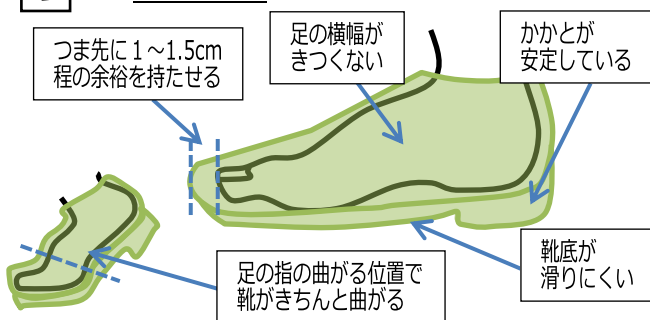 つま先に１～1.5cm
程の余裕を持たせる
足の横幅が
きつくない
かかとが
安定している
足の指の曲がる位置で
靴がきちんと曲がる
靴底が
滑りにくい